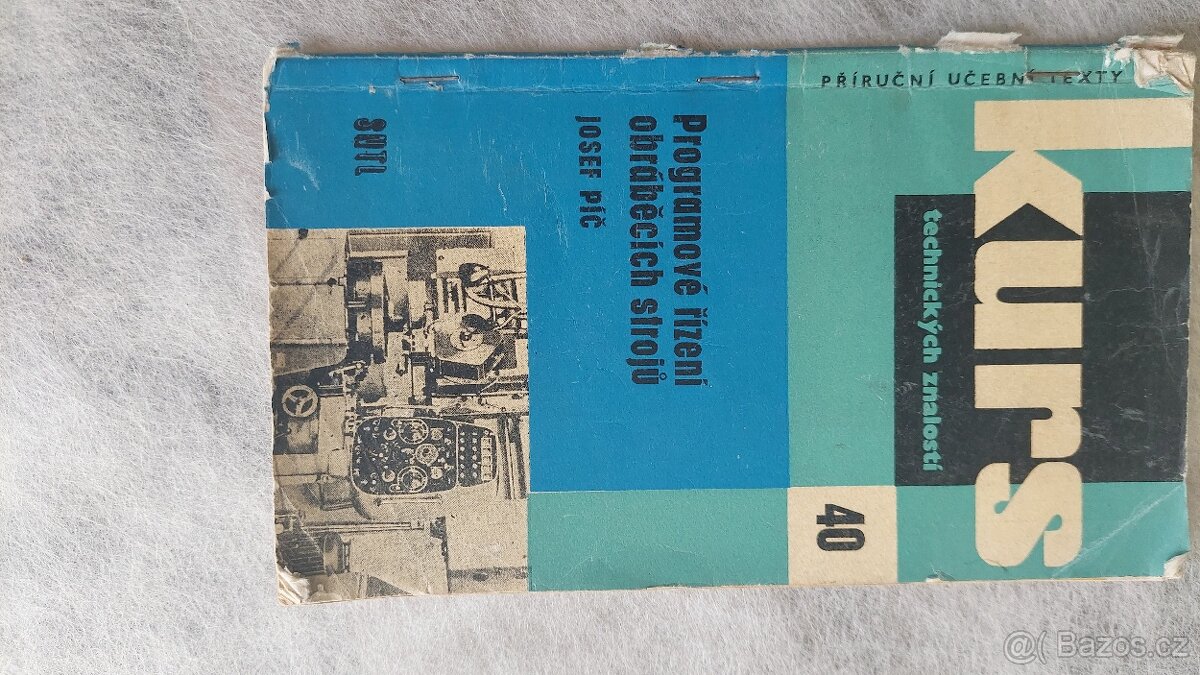 PŘÍRUČNÍ UČEBNÍ TEXTY
kurs
technických znalostí
40
Programové řízení
obráběcích strojů
JOSEF PÍČ
SNTL
@( Bazos.cz